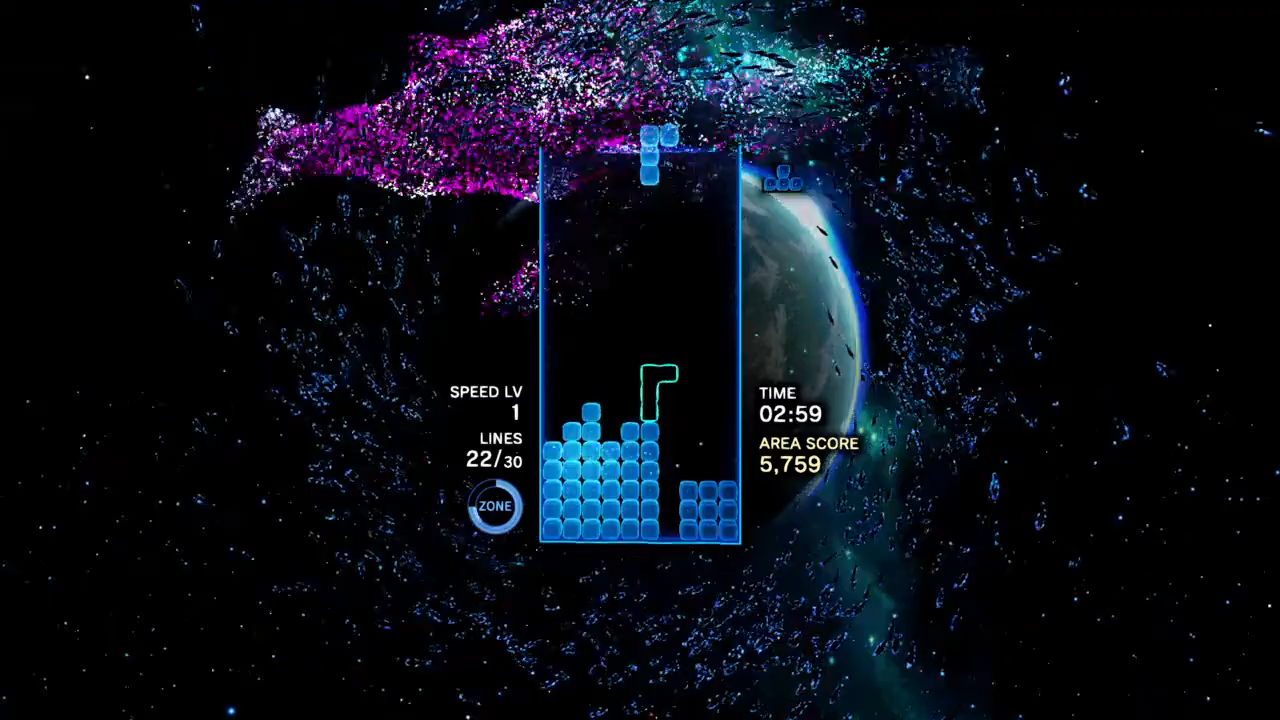 SPEED LV
1
LINES
22/30
ZONE
TIME
02:59
AREA SCORE
5,759